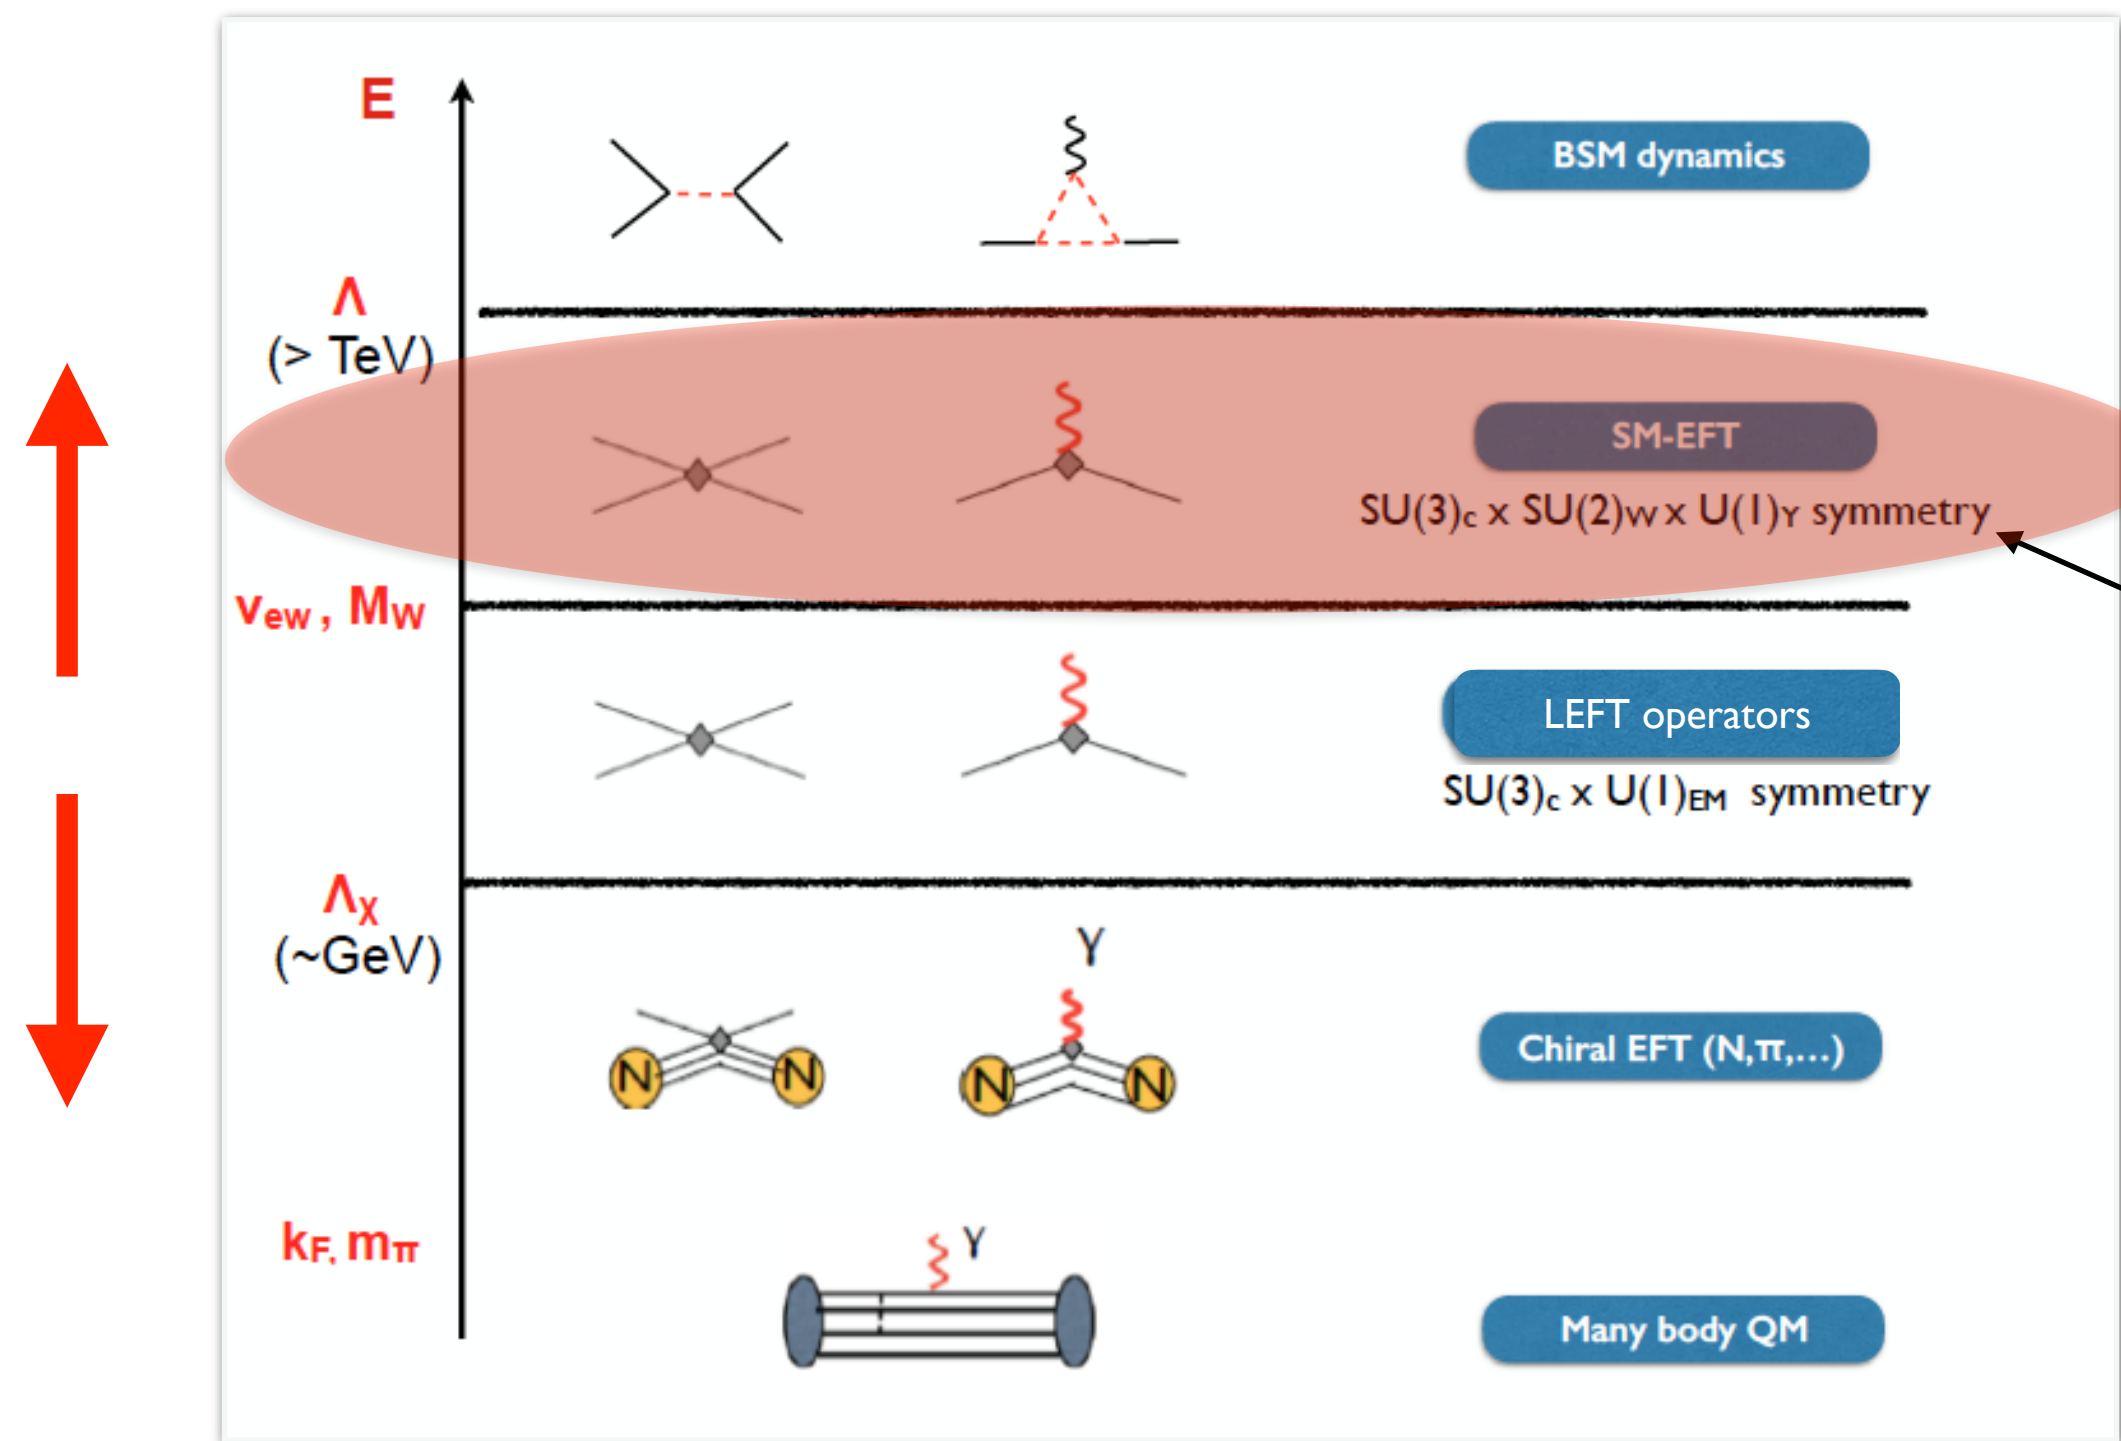 E
BSM dynamics
Λ
(> TeV)
SM-EFT
SU(3)c x SU(2)W x U(1)Y symmetry
vew , MW
LEFT operators
SU(3)c x U(1)EM symmetry
Λχ
(~GeV)
γ
Chiral EFT (N,π,...)
N N N N
kF, mπ
γ
Many body QM